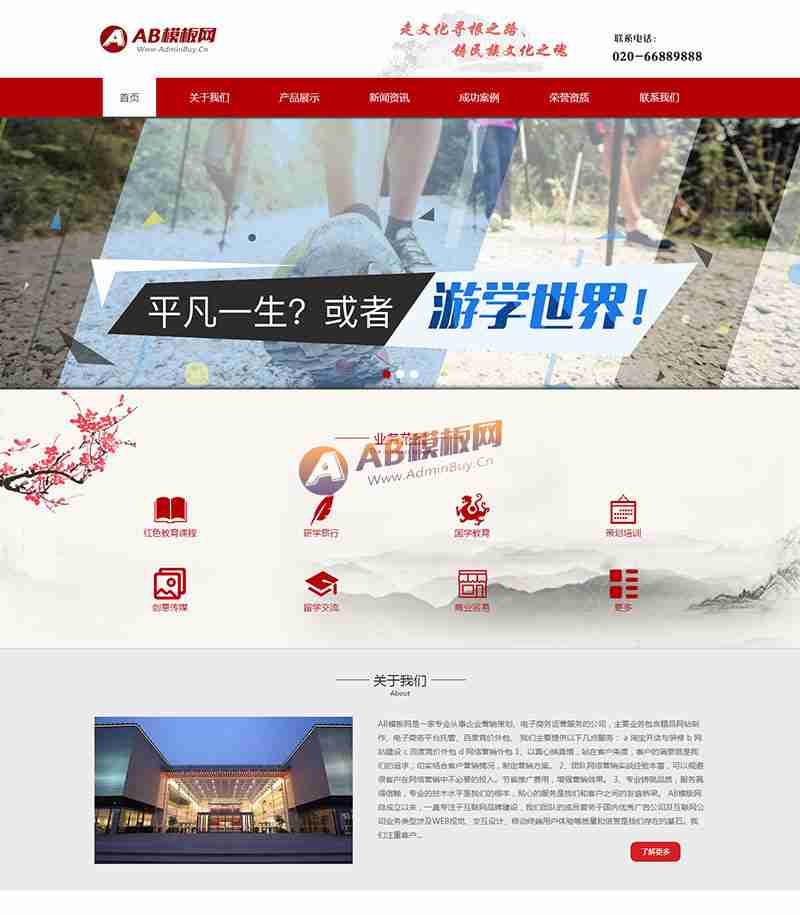 AB模板网
Www.AdminBuy.Cn
走文化寻根之路、
铸民族文化之魂
联系电话：
020-66889888
首页
关于我们
产品展示
新闻资讯
成功案例
荣誉资质
联系我们
平凡一生？或者
游学世界！
业务范
AB模板网
Www.AdminBuy.Cn
红色教育课程
研学旅行
国学教育
策划培训
创意传媒
留学交流
商业贸易
更多
关于我们
About
AB模板网是一家专业从事企业营销策划、电子商务运营服务的公司，主要业务包含精品网站制
作、电子商务平台托管、百度竞价外包。 我们主要提供以下几点服务： a 淘宝开店与装修 b 网
站建设 c 百度竞价外包 d 网络营销外包 1、以真心换真情，站在客户角度，客户的满意既是我
们的追求，切实结合客户营销情况，制定营销方案。 2、团队网络营销实战经验丰富，可以规避
很客户在网络营销中不必要的投入。节省推广费用，增强营销效果。 3、专业铸就品质，服务赢
得信赖，专业的技术水平是我们的根本，贴心的服务是我们和客户之间的友谊桥梁。 AB模板网
自成立以来，一直专注于互联网品牌建设，我们团队的成员曾务于国内优秀广告公司及互联网公
司业务类型涉及WEB视觉、交互设计、移动终端用户体验等质量和信誉是我们存在的基石。我
们注重客户...
了解更多